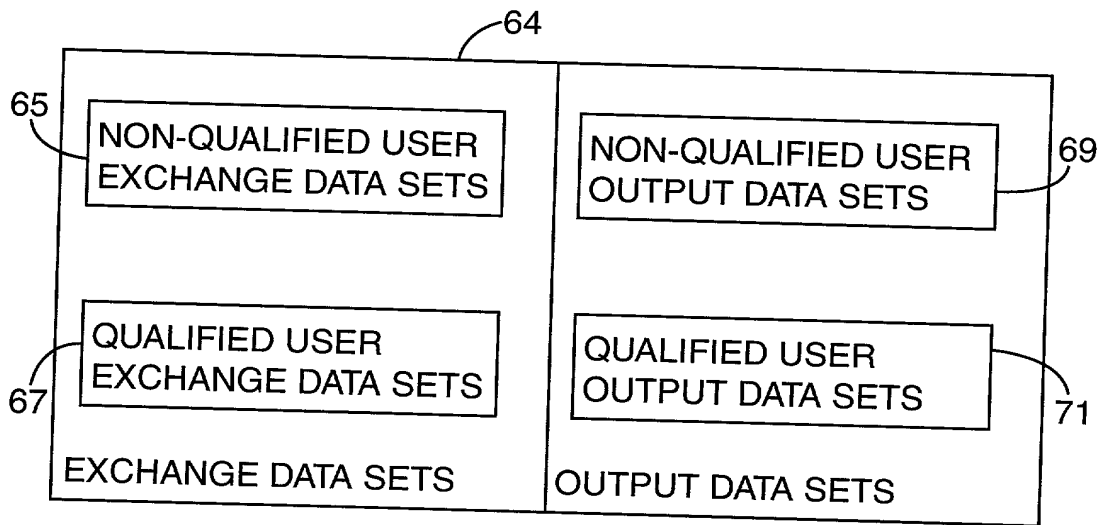 64
65
NON-QUALIFIED USER
EXCHANGE DATA SETS
NON-QUALIFIED USER
OUTPUT DATA SETS
69
QUALIFIED USER
EXCHANGE DATA SETS
67
QUALIFIED USER
OUTPUT DATA SETS
71
EXCHANGE DATA SETS
OUTPUT DATA SETS